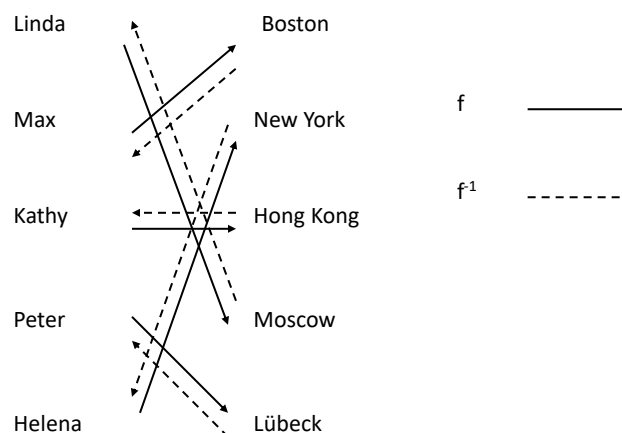 Linda Boston
Max New York f
Kathy Hong Kong f-1
Peter Moscow
Helena Lübeck